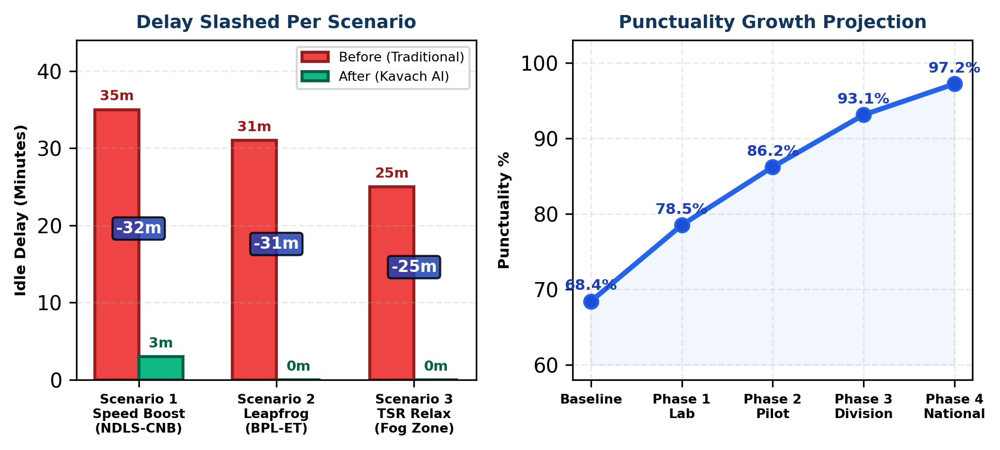 Delay Slashed Per Scenario
Idle Delay (Minutes)
40
30
20
10
0
Before (Traditional)
After (Kavach AI)
35m
31m
25m
-32m
-31m
-25m
3m
0m
0m
Scenario 1
Speed Boost
(NDLS-CNB)
Scenario 2
Leapfrog
(BPL-ET)
Scenario 3
TSR Relax
(Fog Zone)
Punctuality Growth Projection
Punctuality %
100
90
80
70
60
68.4%
78.5%
86.2%
93.1%
97.2%
Baseline
Phase 1
Lab
Phase 2
Pilot
Phase 3
Division
Phase 4
National